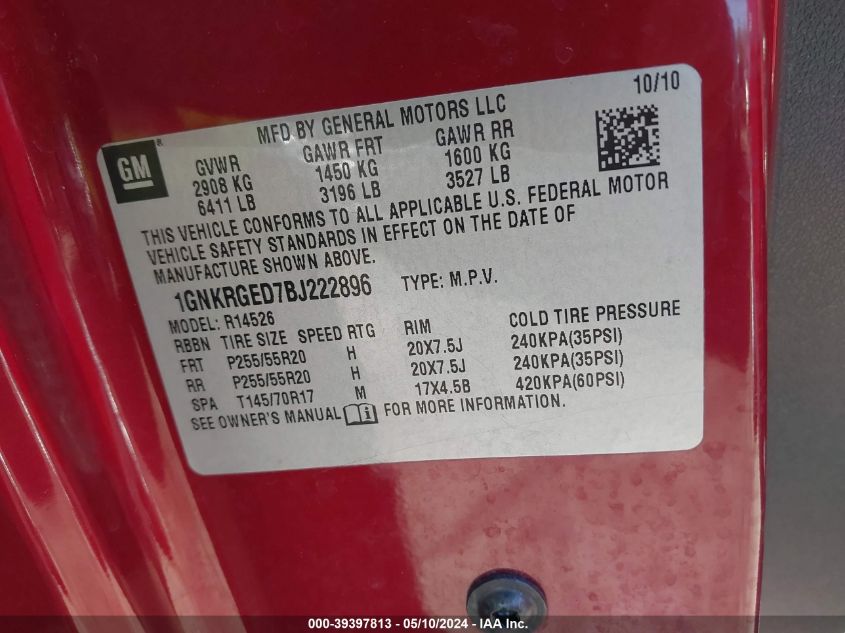 10/10
MFD BY GENERAL MOTORS LLC
GM®
GVWR GAWR FRT GAWR RR
2908 KG 1450 KG 1600 KG
6411 LB 3196 LB 3527 LB
THIS VEHICLE CONFORMS TO ALL APPLICABLE U.S. FEDERAL MOTOR
VEHICLE SAFETY STANDARDS IN EFFECT ON THE DATE OF
MANUFACTURE SHOWN ABOVE.
1GNKRGED7BJ222896 TYPE: M.P.V.
MODEL: R14526
RBBN TIRE SIZE SPEED RTG RIM COLD TIRE PRESSURE
FRT P255/55R20 H 20X7.5J 240KPA(35PSI)
RR P255/55R20 H 20X7.5J 240KPA(35PSI)
SPA T145/70R17 M 17X4.5B 420KPA(60PSI)
SEE OWNER'S MANUAL i FOR MORE INFORMATION.
000-39397813 - 05/10/2024 - IAA Inc.